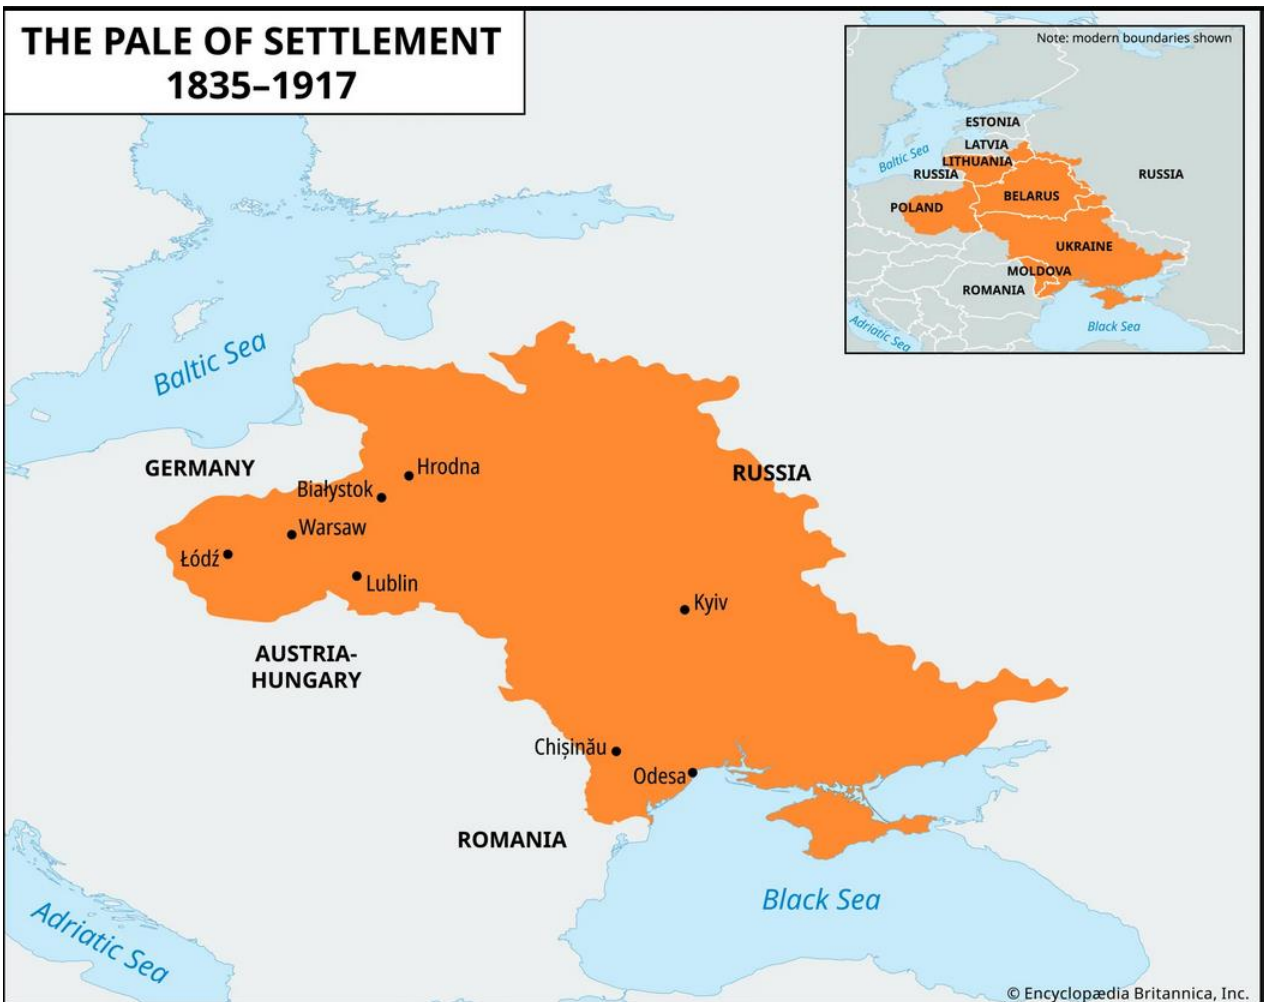 THE PALE OF SETTLEMENT
1835–1917
Note: modern boundaries shown
ESTONIA
LATVIA
Baltic Sea
LITHUANIA
RUSSIA
RUSSIA
POLAND
BELARUS
UKRAINE
MOLDOVA
ROMANIA
Adriatic Sea
Black Sea
Baltic Sea
GERMANY
Hrodna
RUSSIA
Białystok
Warsaw
Łódź
Lublin
Kyiv
AUSTRIA-
HUNGARY
Chișinău
Odesa
ROMANIA
Black Sea
Adriatic Sea
© Encyclopædia Britannica, Inc.